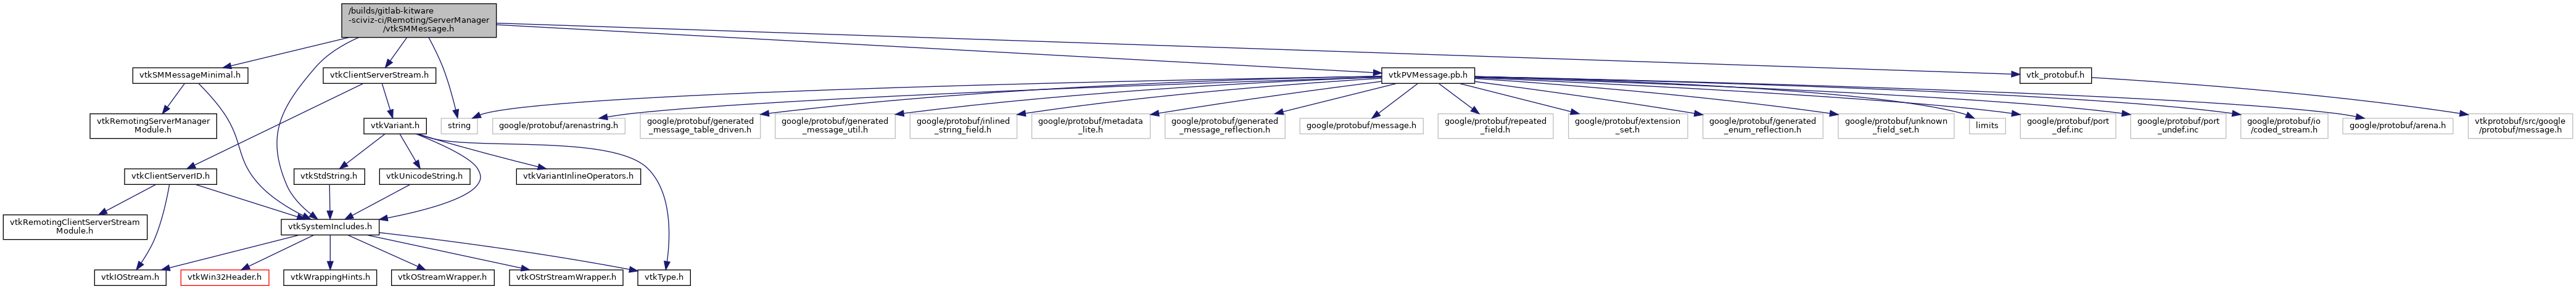 /builds/gitlab-kitware
-sciviz-ci/Remoting/ServerManager
/vtkSMMessage.h
vtkSMMessageMinimal.h
vtkClientServerStream.h
vtkPVMessage.pb.h
vtk_protobuf.h
vtkRemotingServerManager
Module.h
vtkVariant.h
string
google/protobuf/arenastring.h
google/protobuf/generated
_message_table_driven.h
google/protobuf/generated
_message_util.h
google/protobuf/inlined
_string_field.h
google/protobuf/metadata
_lite.h
google/protobuf/generated
_message_reflection.h
google/protobuf/message.h
google/protobuf/repeated
_field.h
google/protobuf/extension
_set.h
google/protobuf/generated
_enum_reflection.h
google/protobuf/unknown
_field_set.h
limits
google/protobuf/port
_def.inc
google/protobuf/port
_undef.inc
google/protobuf/io
/coded_stream.h
google/protobuf/arena.h
vtkprotobuf/src/google
/protobuf/message.h
vtkClientServerID.h
vtkStdString.h
vtkUnicodeString.h
vtkVariantInlineOperators.h
vtkRemotingClientServerStream
Module.h
vtkSystemIncludes.h
vtkIOStream.h
vtkWin32Header.h
vtkWrappingHints.h
vtkOStreamWrapper.h
vtkOStrStreamWrapper.h
vtkType.h